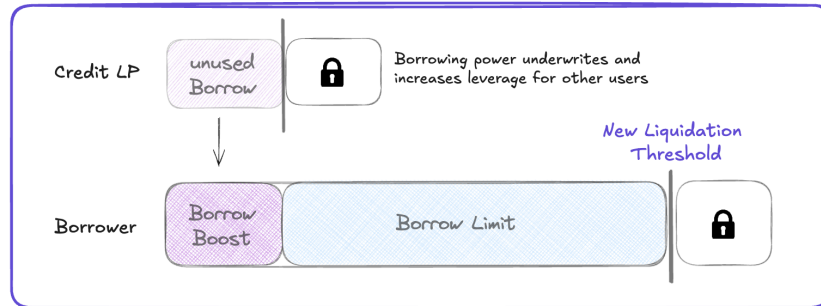 Credit LP
unused
Borrow
Borrowing power underwrites and
increases leverage for other users
New Liquidation
Threshold
Borrower
Borrow
Boost
Borrow Limit